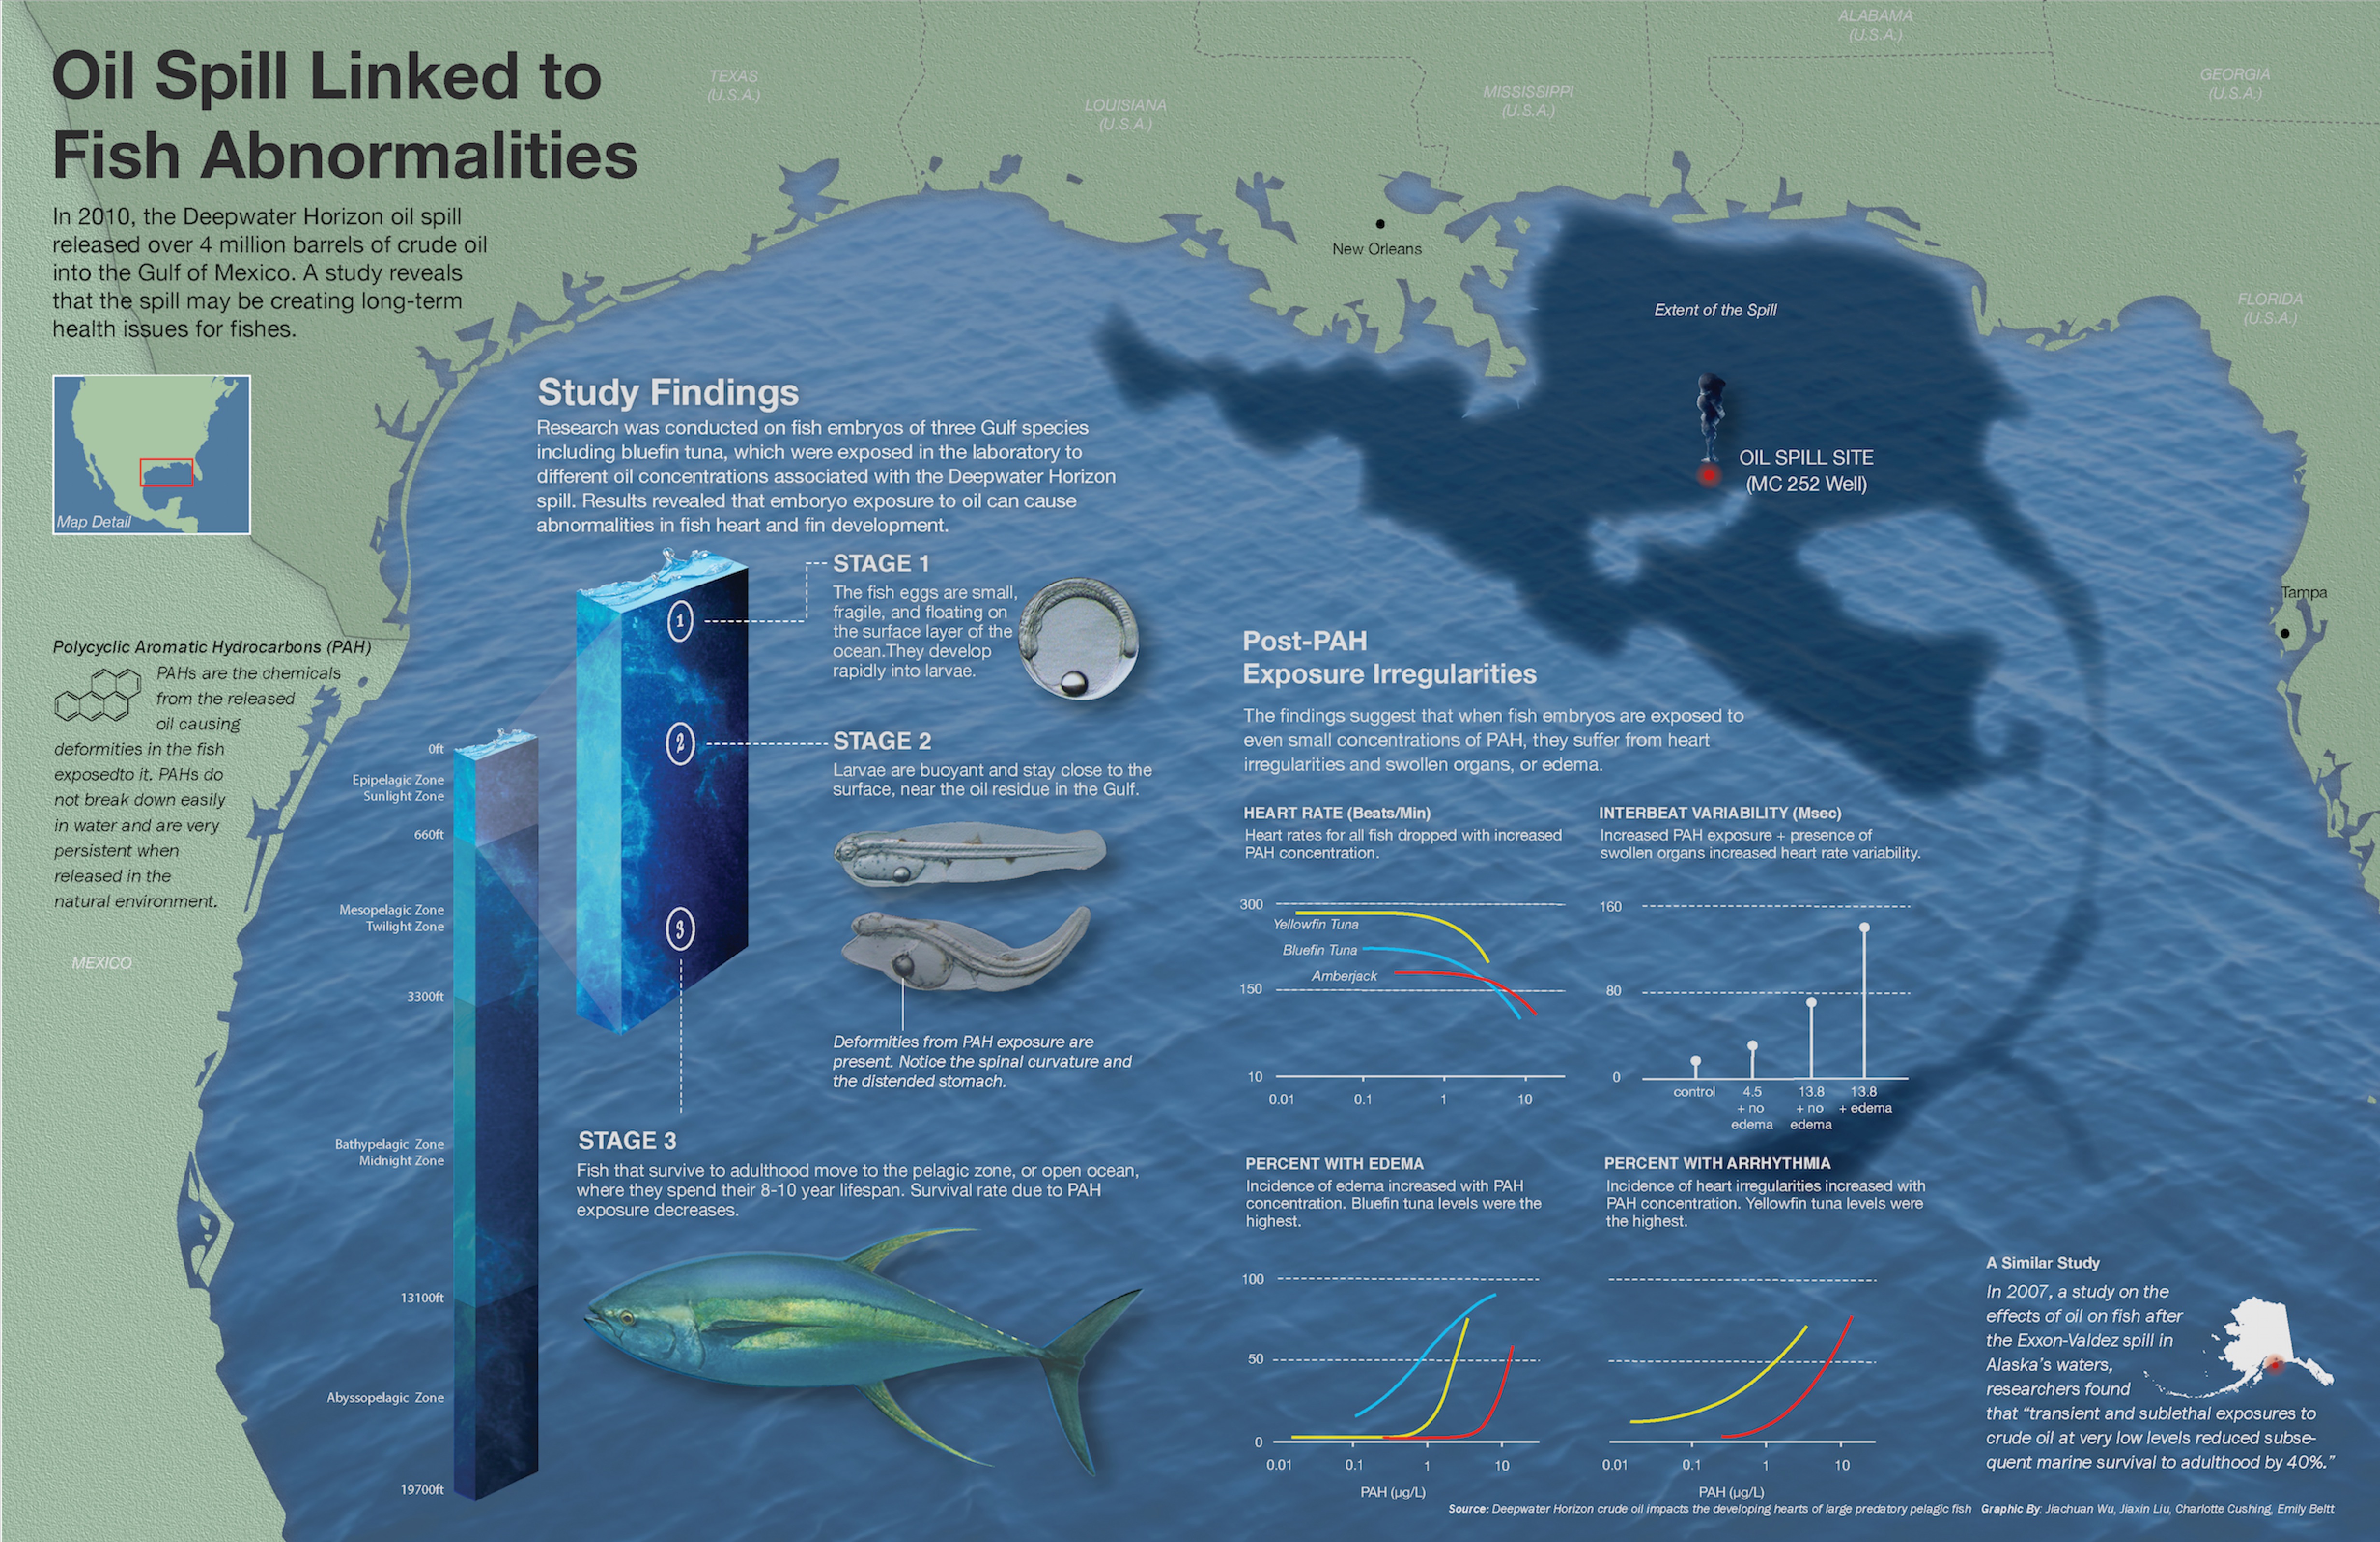 Oil Spill Linked to
Fish Abnormalities
In 2010, the Deepwater Horizon oil spill
released over 4 million barrels of crude oil
into the Gulf of Mexico. A study reveals
that the spill may be creating long-term
health issues for fishes.
Map Detail
TEXAS
(U.S.A.)
LOUISIANA
(U.S.A.)
MISSISSIPPI
(U.S.A.)
ALABAMA
(U.S.A.)
GEORGIA
(U.S.A.)
FLORIDA
(U.S.A.)
New Orleans
Extent of the Spill
OIL SPILL SITE
(MC 252 Well)
Tampa
MEXICO
Polycyclic Aromatic Hydrocarbons (PAH)
PAHs are the chemicals
from the released
oil causing
deformities in the fish
exposedto it. PAHs do
not break down easily
in water and are very
persistent when
released in the
natural environment.
0ft
Epipelagic Zone
Sunlight Zone
660ft
Mesopelagic Zone
Twilight Zone
3300ft
Bathypelagic Zone
Midnight Zone
13100ft
Abyssopelagic Zone
19700ft
Study Findings
Research was conducted on fish embryos of three Gulf species
including bluefin tuna, which were exposed in the laboratory to
different oil concentrations associated with the Deepwater Horizon
spill. Results revealed that emboryo exposure to oil can cause
abnormalities in fish heart and fin development.
1
2
3
STAGE 1
The fish eggs are small,
fragile, and floating on
the surface layer of the
ocean.They develop
rapidly into larvae.
STAGE 2
Larvae are buoyant and stay close to the
surface, near the oil residue in the Gulf.
Deformities from PAH exposure are
present. Notice the spinal curvature and
the distended stomach.
STAGE 3
Fish that survive to adulthood move to the pelagic zone, or open ocean,
where they spend their 8-10 year lifespan. Survival rate due to PAH
exposure decreases.
Post-PAH
Exposure Irregularities
The findings suggest that when fish embryos are exposed to
even small concentrations of PAH, they suffer from heart
irregularities and swollen organs, or edema.
HEART RATE (Beats/Min)
Heart rates for all fish dropped with increased
PAH concentration.
300
Yellowfin Tuna
Bluefin Tuna
Amberjack
150
10
0.01 0.1 1 10
INTERBEAT VARIABILITY (Msec)
Increased PAH exposure + presence of
swollen organs increased heart rate variability.
160
80
0
control 4.5 13.8 13.8
+ no + no + edema
edema edema
PERCENT WITH EDEMA
Incidence of edema increased with PAH
concentration. Bluefin tuna levels were the
highest.
100
50
0
0.01 0.1 1 10
PAH (µg/L)
PERCENT WITH ARRHYTHMIA
Incidence of heart irregularities increased with
PAH concentration. Yellowfin tuna levels were
the highest.
0.01 0.1 1 10
PAH (µg/L)
A Similar Study
In 2007, a study on the
effects of oil on fish after
the Exxon-Valdez spill in
Alaska's waters,
researchers found
that “transient and sublethal exposures to
crude oil at very low levels reduced subse-
quent marine survival to adulthood by 40%.”
Source: Deepwater Horizon crude oil impacts the developing hearts of large predatory pelagic fish Graphic By: Jiachuan Wu, Jiaxin Liu, Charlotte Cushing, Emily Beltt